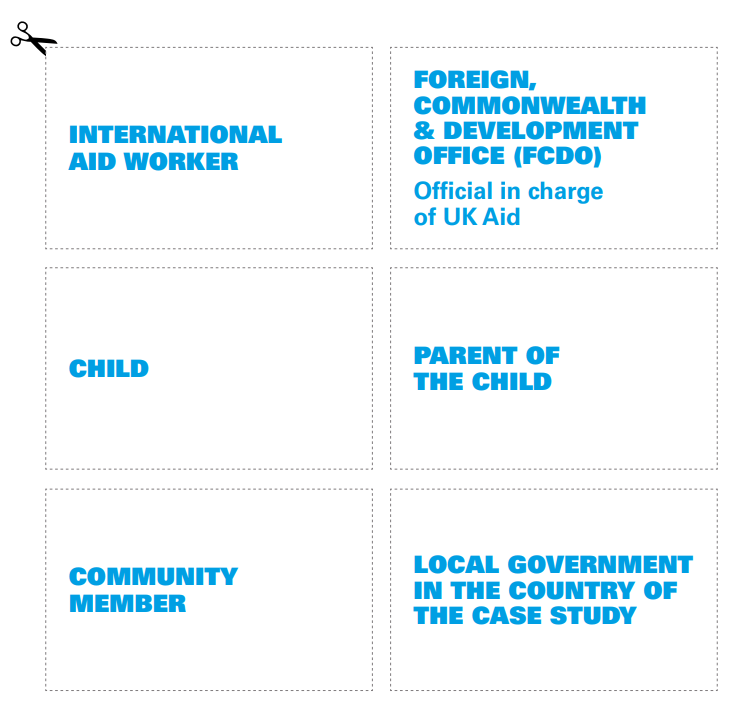 INTERNATIONAL
AID WORKER
FOREIGN,
COMMONWEALTH
& DEVELOPMENT
OFFICE (FCDO)
Official in charge
of UK Aid
CHILD
PARENT OF
THE CHILD
COMMUNITY
MEMBER
LOCAL GOVERNMENT
IN THE COUNTRY OF
THE CASE STUDY